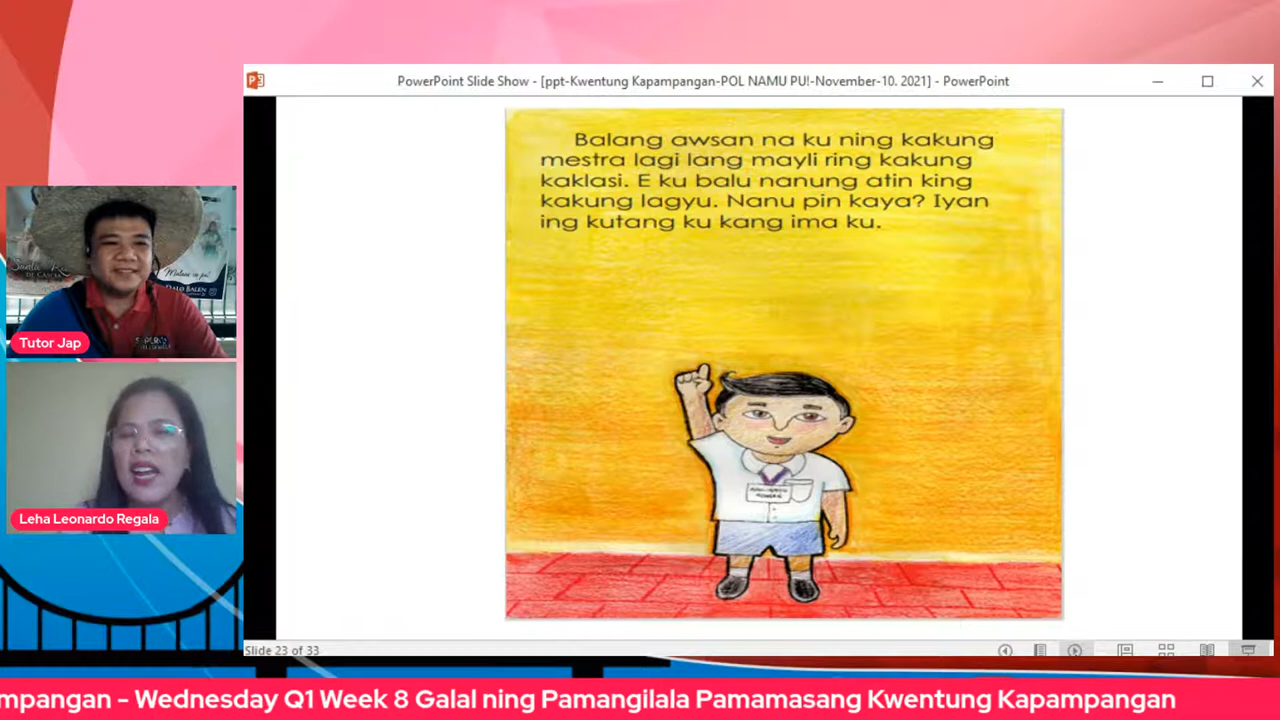 PowerPoint Slide Show - [ppt-Kwentung Kapampangan-POL NAMU PU!-November-10. 2021] - PowerPoint
Balang awsan na ku ning kakung
mestra lagi lang mayli ring kakung
kaklasi. E ku balu nanung atin king
kakung lagyu. Nanu pin kaya? Iyan
ing kutang ku kang ima ku.
Tutor Jap
Leha Leonardo Regala
Slide 23 of 33
mpangan - Wednesday Q1 Week 8 Galal ning Pamangilala Pamamasang Kwentung Kapampangan